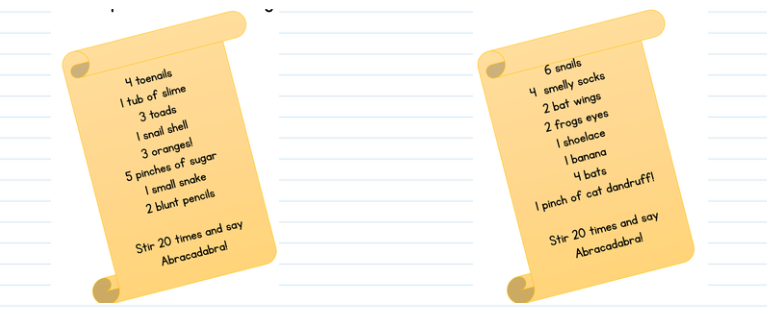 4 toenails
1 tub of slime
3 toads
1 snail shell
3 oranges!
5 pinches of sugar
1 small snake
2 blunt pencils
Stir 20 times and say
Abracadabra!
6 snails
4 smelly socks
2 bat wings
2 frogs eyes
1 shoelace
1 banana
4 bats
1 pinch of cat dandruff!
Stir 20 times and say
Abracadabra!